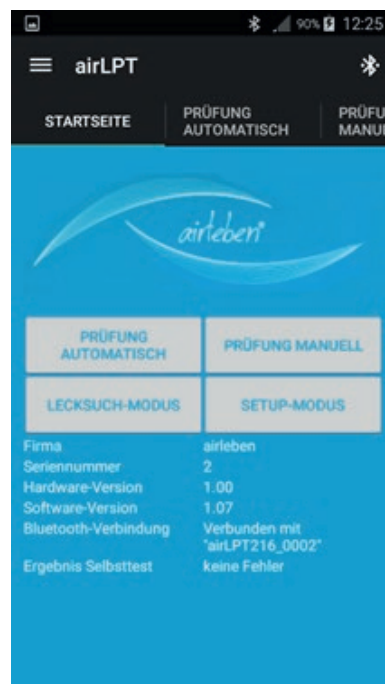 90% 12:25
airLPT
STARTSEITE
PRÜFUNG
AUTOMATISCH
PRÜFU
MANUE
airleben®
PRÜFUNG
AUTOMATISCH
PRÜFUNG MANUELL
LECKSUCH-MODUS
SETUP-MODUS
Firma airleben
Seriennummer 2
Hardware-Version 1.00
Software-Version 1.07
Bluetooth-Verbindung Verbunden mit
"airLPT216_0002"
Ergebnis Selbsttest keine Fehler